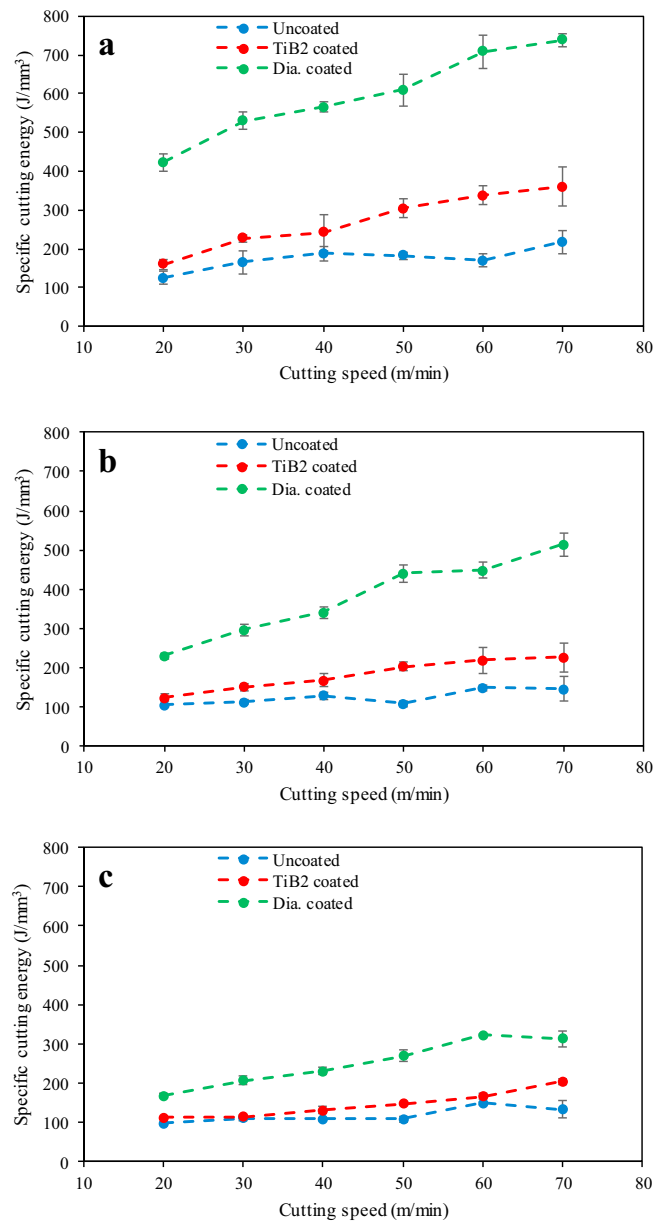 a
Uncoated
TiB2 coated
Dia. coated
Specific cutting energy (J/mm³)
800
700
600
500
400
300
200
100
0
10 20 30 40 50 60 70 80
Cutting speed (m/min)
b
Uncoated
TiB2 coated
Dia. coated
Specific cutting energy (J/mm³)
800
700
600
500
400
300
200
100
0
10 20 30 40 50 60 70 80
Cutting speed (m/min)
c
Uncoated
TiB2 coated
Dia. coated
Specific cutting energy (J/mm³)
800
700
600
500
400
300
200
100
0
10 20 30 40 50 60 70 80
Cutting speed (m/min)